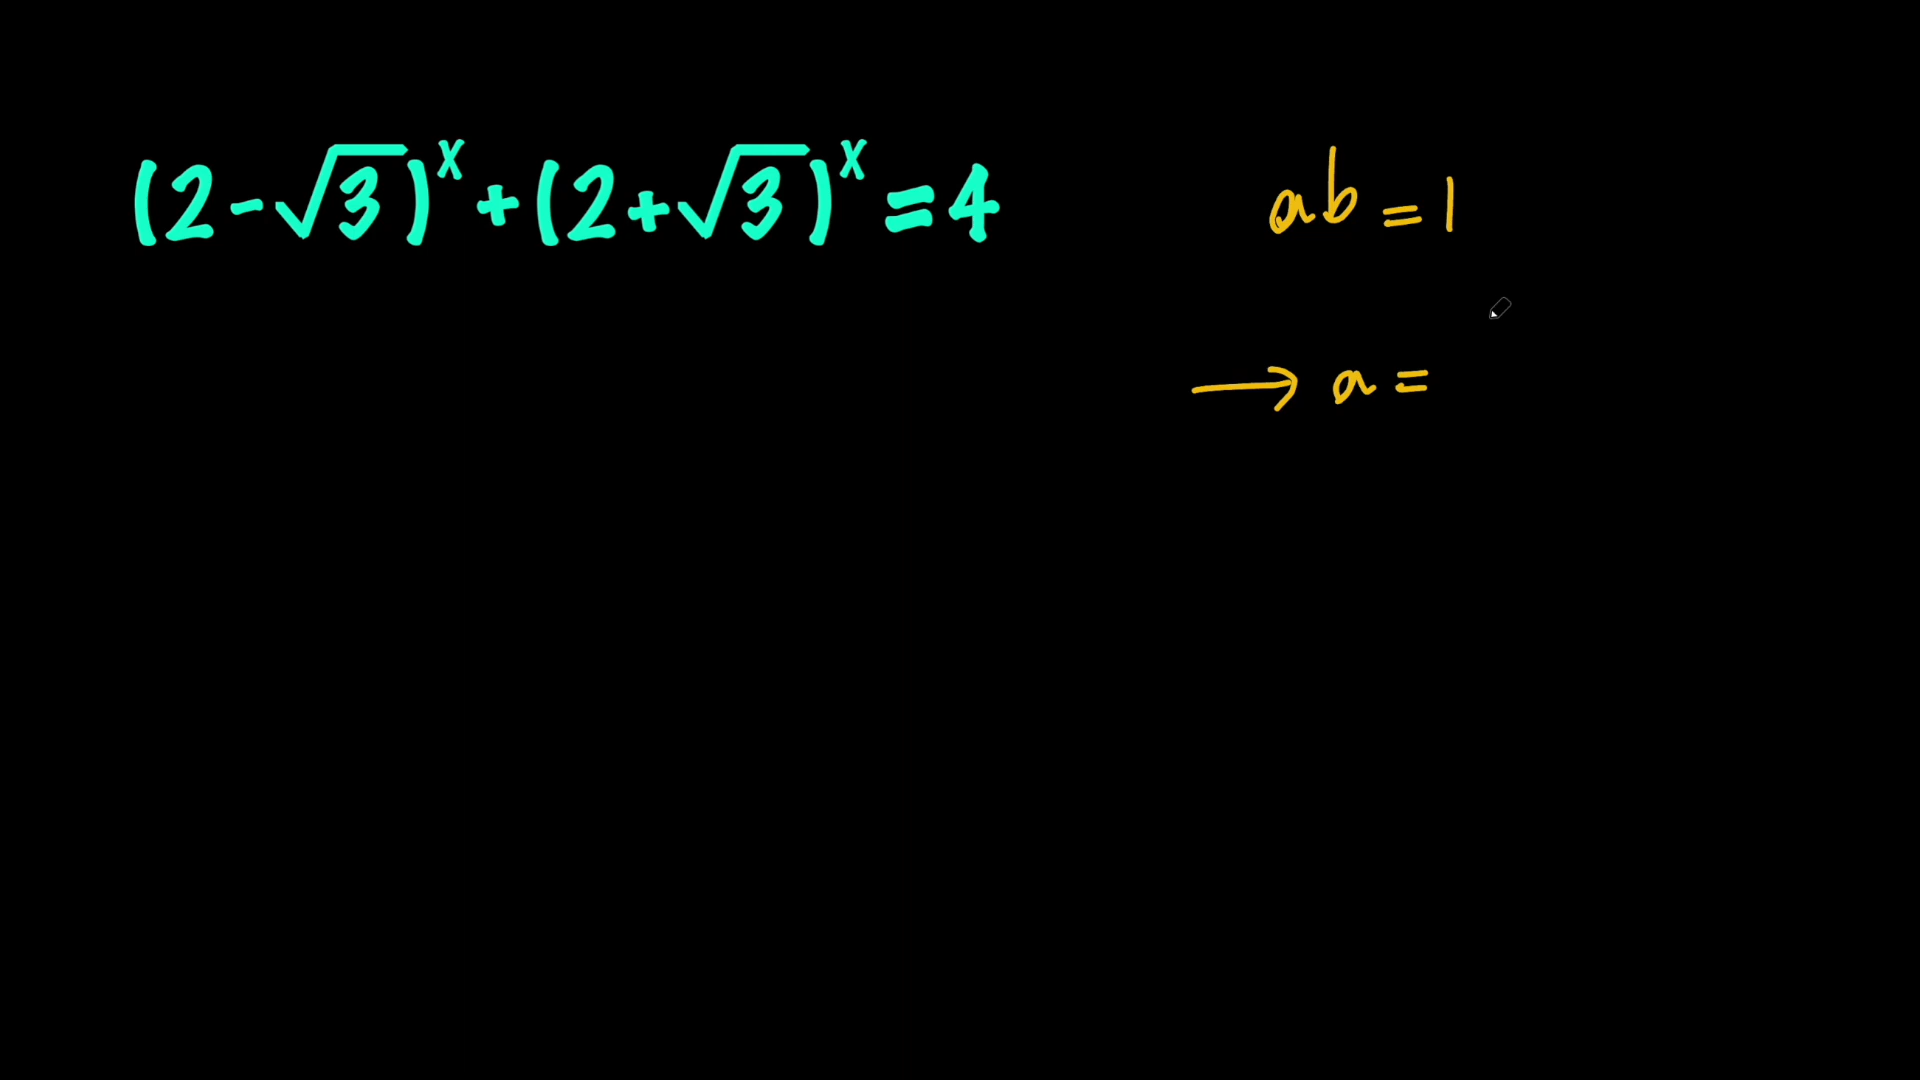 (2-√3)^x+(2+√3)^x=4
ab=1
→ a=